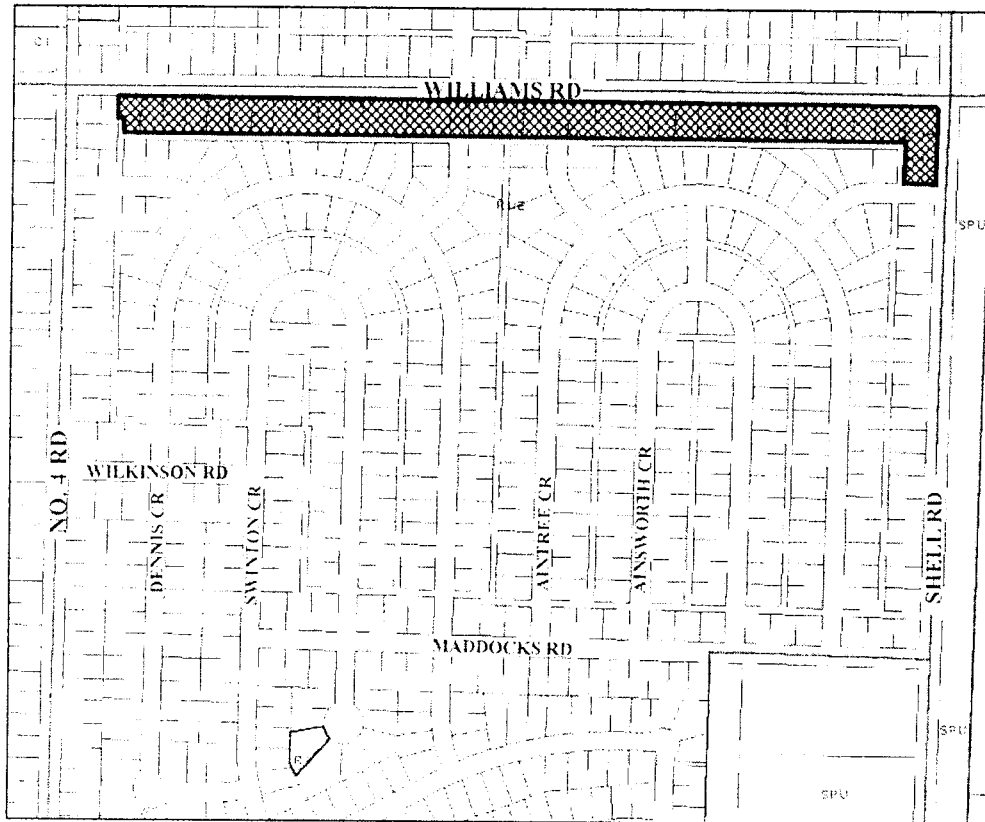 C1
WILLIAMS RD
SPU
WILKINSON RD
NO. 4 RD
DENNIS CR
SWINTON CR
AINTREE CR
AINSWORTH CR
SHELL RD
MADDOCKS RD
SPU
SPU